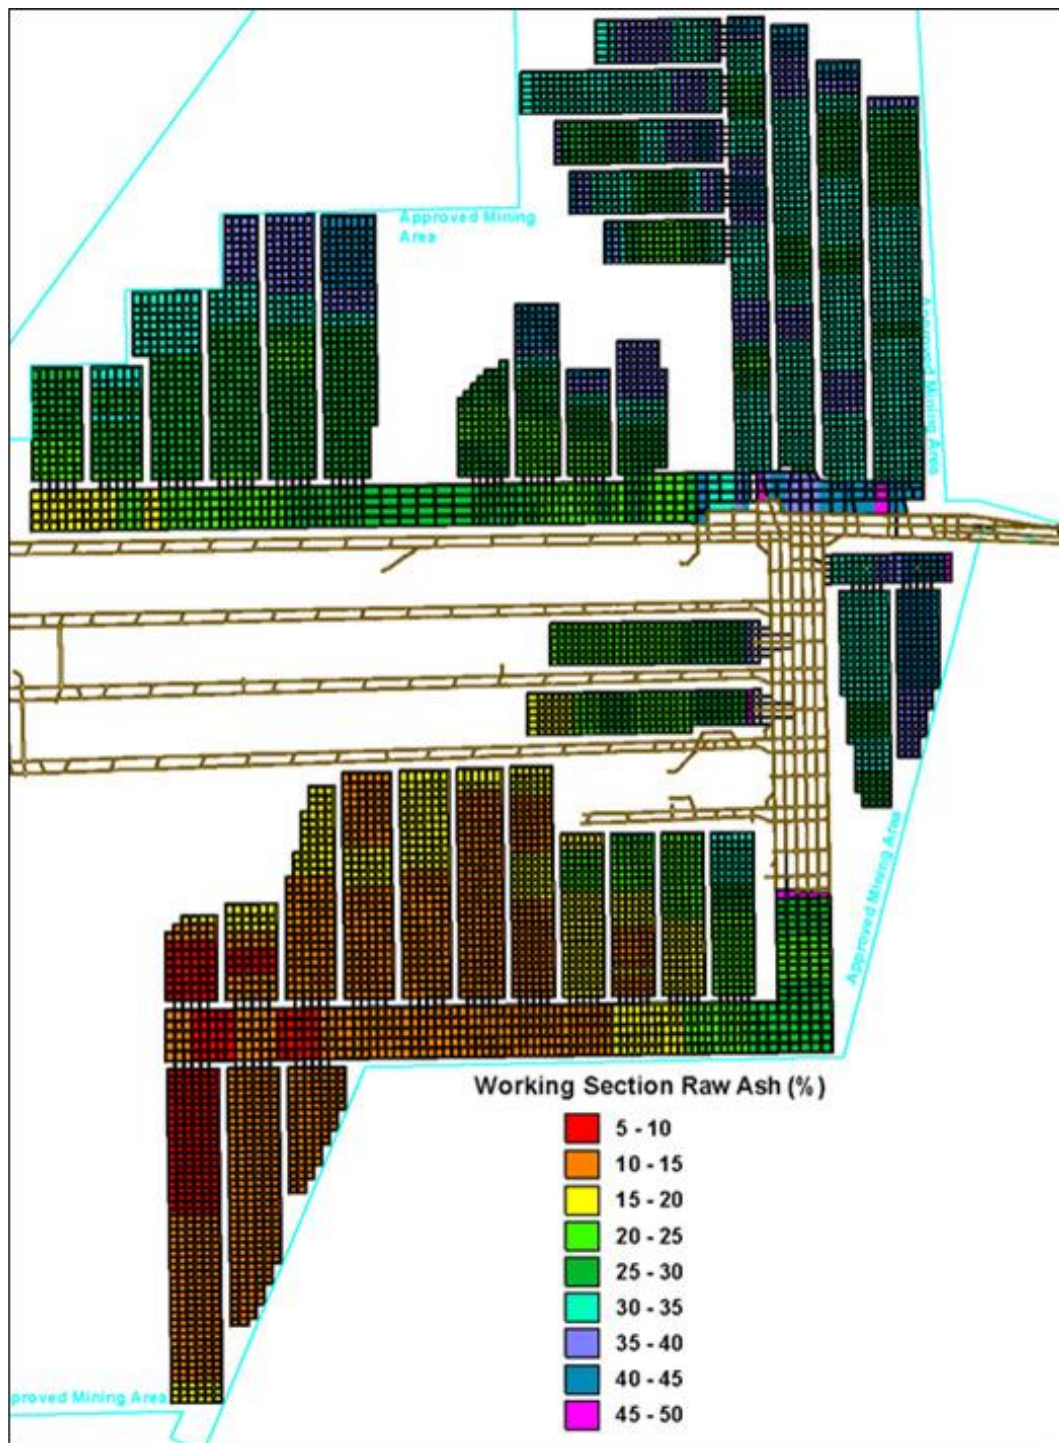 Approved Mining
Area
Approved Mining Area
Approved Mining Area
proved Mining Area
Working Section Raw Ash (%)
5 - 10
10 - 15
15 - 20
20 - 25
25 - 30
30 - 35
35 - 40
40 - 45
45 - 50